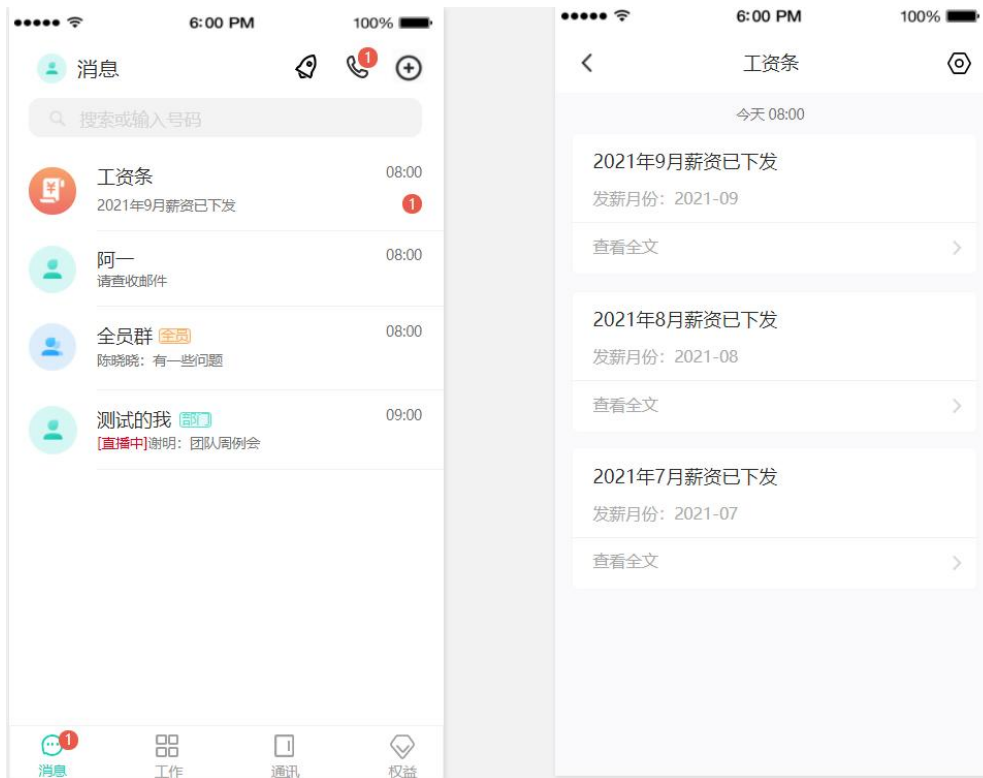 6:00 PM
100%
消息
1
搜索或输入号码
工资条
08:00
2021年9月薪资已下发
1
阿一
08:00
请查收邮件
全员群 全员
08:00
陈晓晓：有一些问题
测试的我 部门
09:00
[直播中]谢明：团队周例会
1
消息
工作
通讯
权益
6:00 PM
100%
工资条
今天 08:00
2021年9月薪资已下发
发薪月份：2021-09
查看全文
2021年8月薪资已下发
发薪月份：2021-08
查看全文
2021年7月薪资已下发
发薪月份：2021-07
查看全文